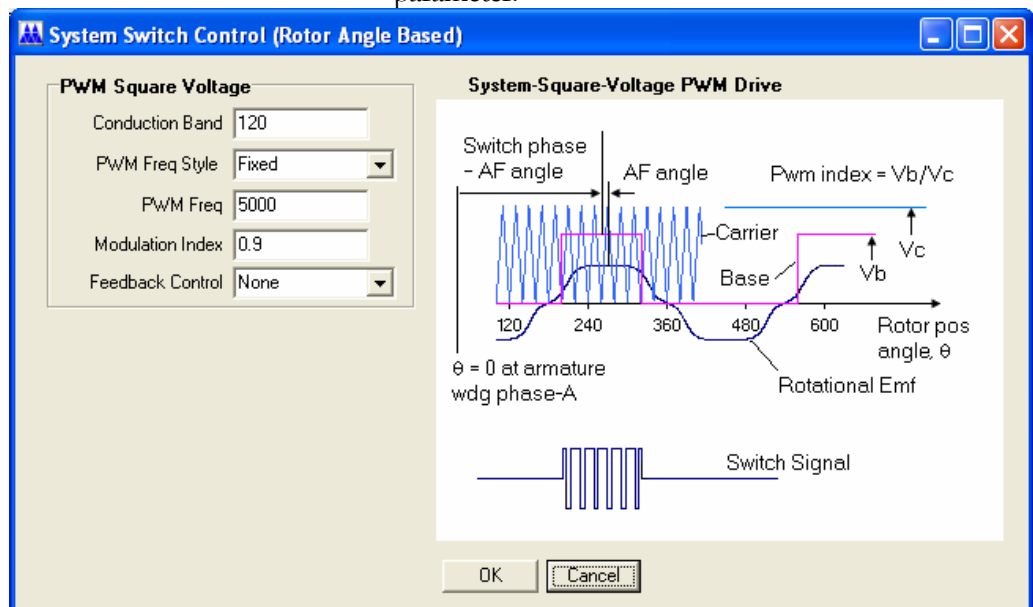 parameter.
System Switch Control (Rotor Angle Based)
PWM Square Voltage
Conduction Band 120
PWM Freq Style Fixed
PWM Freq 5000
Modulation Index 0.9
Feedback Control None
System-Square-Voltage PWM Drive
Switch phase
- AF angle
AF angle
Pwm index = Vb/Vc
Carrier
Vc
Base
Vb
120 240 360 480 600
Rotor pos
angle, θ
θ = 0 at armature
wdg phase-A
Rotational Emf
Switch Signal
OK Cancel